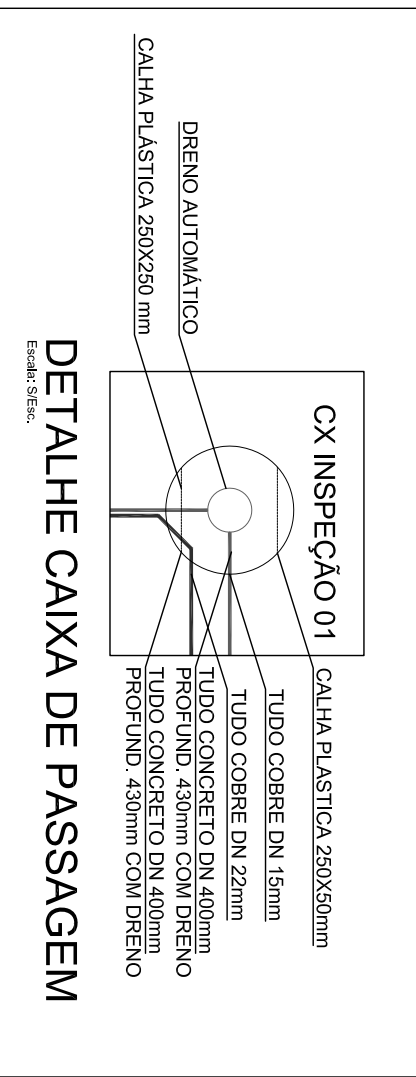 CX INSPEÇÃO 01
CALHA PLASTICA 250X50mm
TUDO COBRE DN 15mm
TUDO COBRE DN 22mm
TUDO CONCRETO DN 400mm
PROFUND. 430mm COM DRENO
TUDO CONCRETO DN 400mm
PROFUND. 430mm COM DRENO
DRENO AUTOMÁTICO
CALHA PLÁSTICA 250X250 mm
DETALHE CAIXA DE PASSAGEM
Escala: S/Esc.